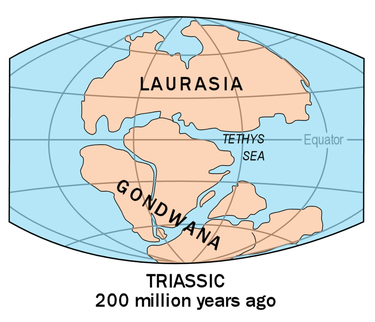 LAURASIA
TETHYS
SEA
Equator
GONDWANA
TRIASSIC
200 million years ago